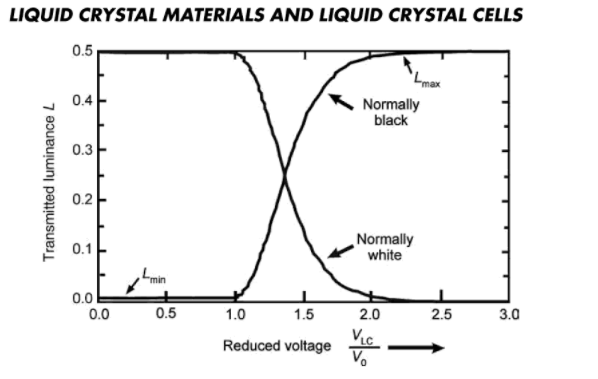 LIQUID CRYSTAL MATERIALS AND LIQUID CRYSTAL CELLS
0.5
Lmax
0.4
Normally
black
0.3
Transmitted luminance L
0.2
Normally
white
0.1
Lmin
0.0
0.0 0.5 1.0 1.5 2.0 2.5 3.0
Reduced voltage VLC
V0